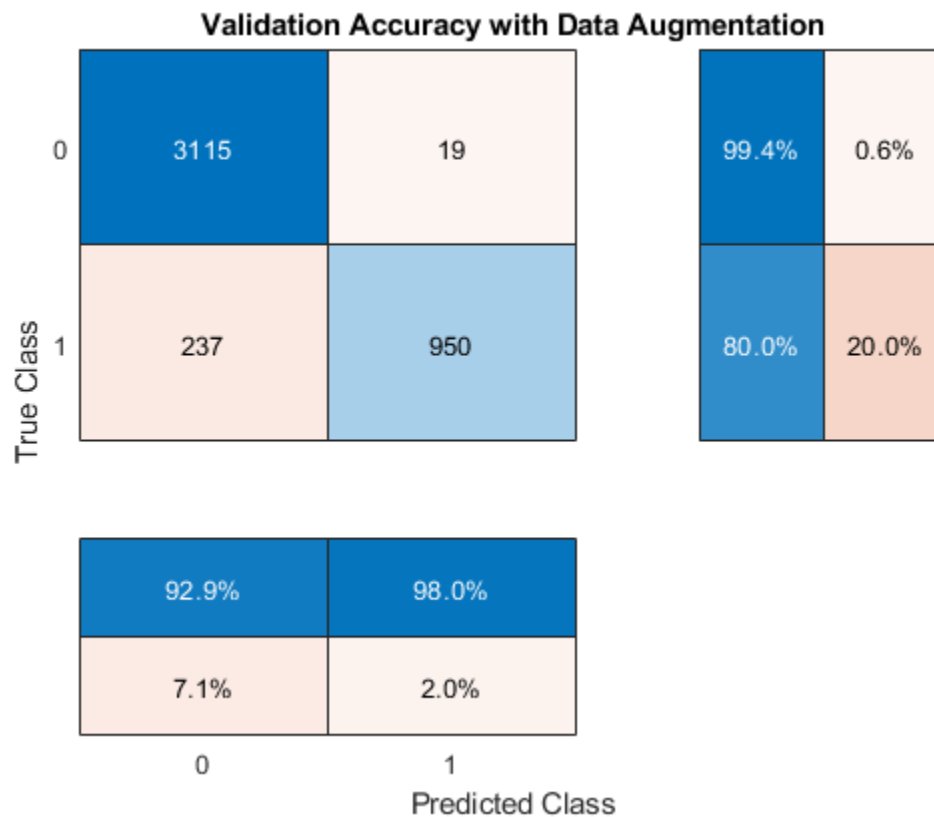 Validation Accuracy with Data Augmentation
0 3115 19 99.4% 0.6%
1 237 950 80.0% 20.0%
True Class
92.9% 98.0%
7.1% 2.0%
0 1
Predicted Class